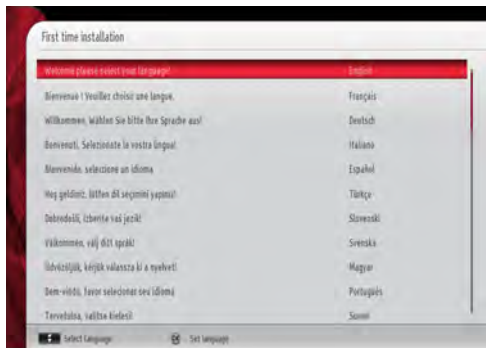 First time installation
Welcome please select your language! English
Bienvenue ! Veuillez choisir une langue. Français
Willkommen, Wählen Sie bitte Ihre Sprache aus! Deutsch
Benvenuti. Selezionate la vostra lingua! Italiano
Bienvenido, seleccione un idioma Español
Hoş geldiniz, lütfen dil seçimini yapınız! Türkçe
Dobrodošli, izberite vaš jezik! Slovenski
Välkommen, välj ditt språk! Svenska
Üdvözöljük, kérjük válassza ki a nyelvet! Magyar
Bem-vindo, favor selecionar seu idioma Português
Tervetuloa, valitse kielesi! Suomi
Select Language Set language